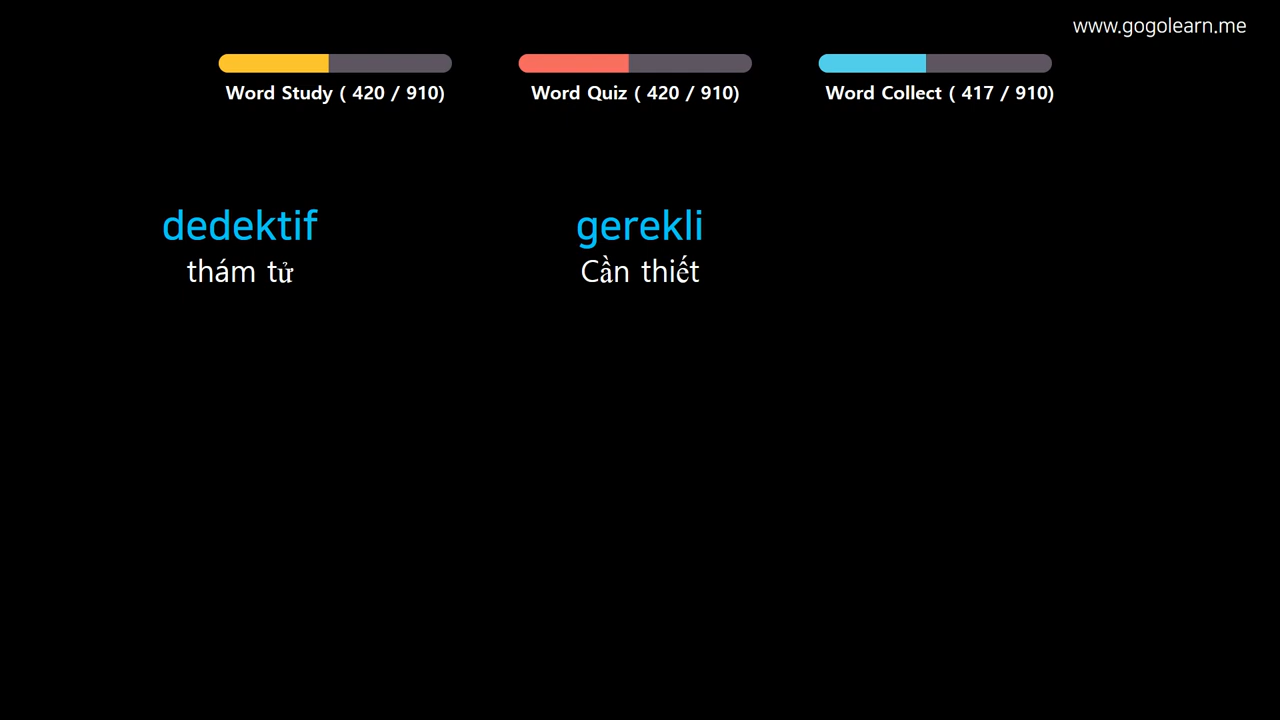 www.gogolearn.me
Word Study ( 420 / 910)
Word Quiz ( 420 / 910)
Word Collect ( 417 / 910)
dedektif
thám tử
gerekli
Cần thiết